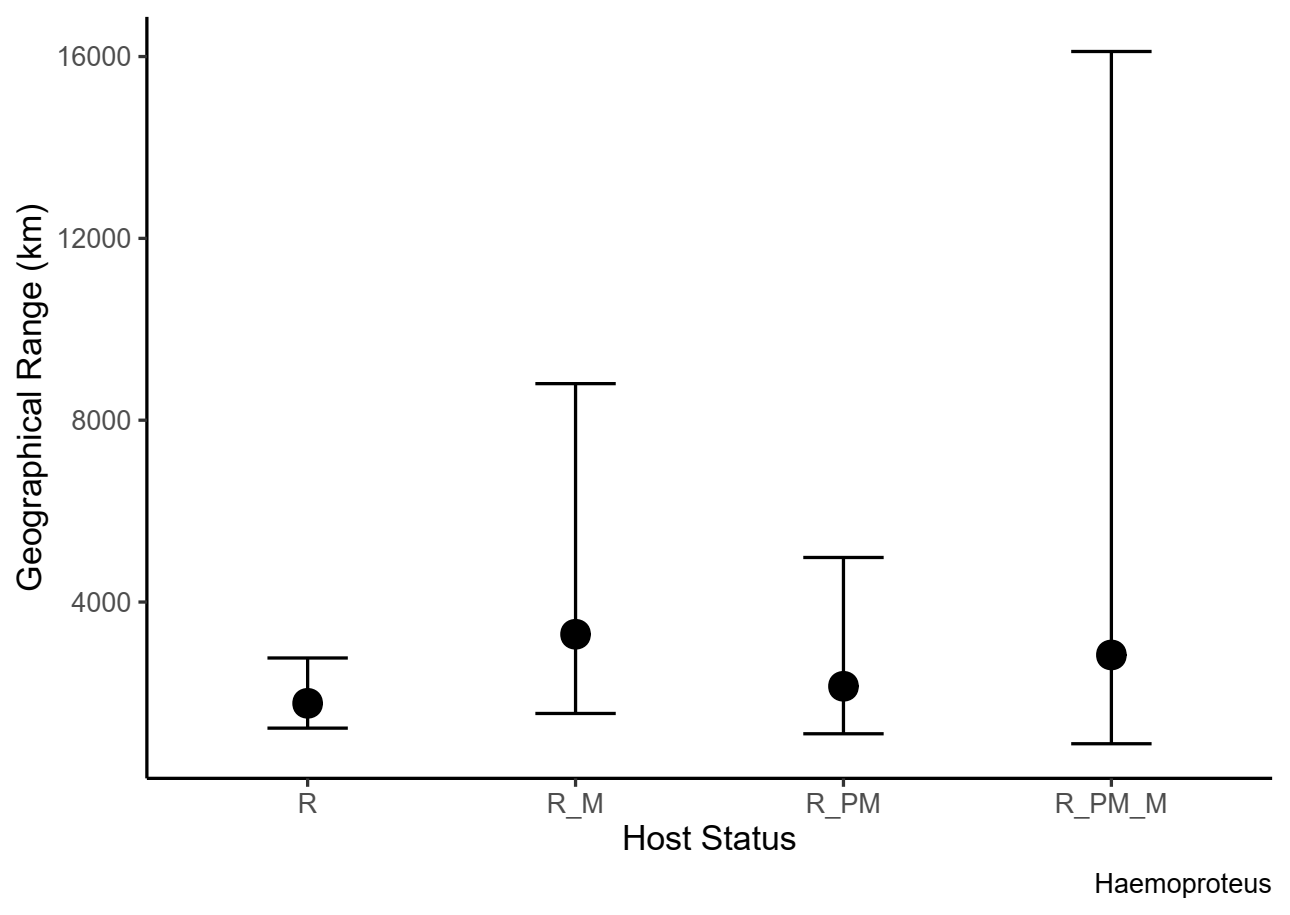 Geographical Range (km)
16000
12000
8000
4000
R R_M R_PM R_PM_M
Host Status
Haemoproteus